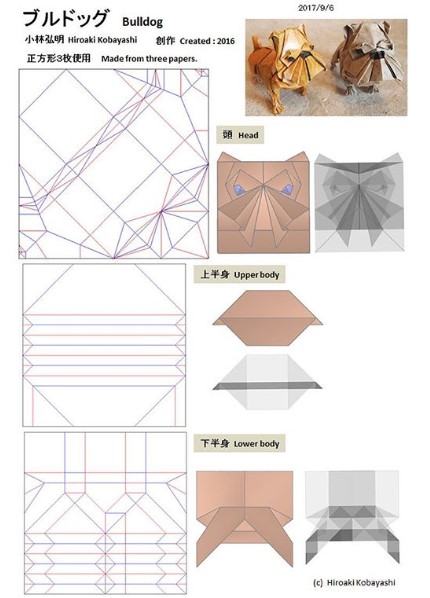 2017/9/6
ブルドッグ Bulldog
小林弘明 Hiroaki Kobayashi 創作 Created : 2016
正方形3枚使用 Made from three papers.
頭 Head
上半身 Upper body
下半身 Lower body
(c) Hiroaki Kobayashi